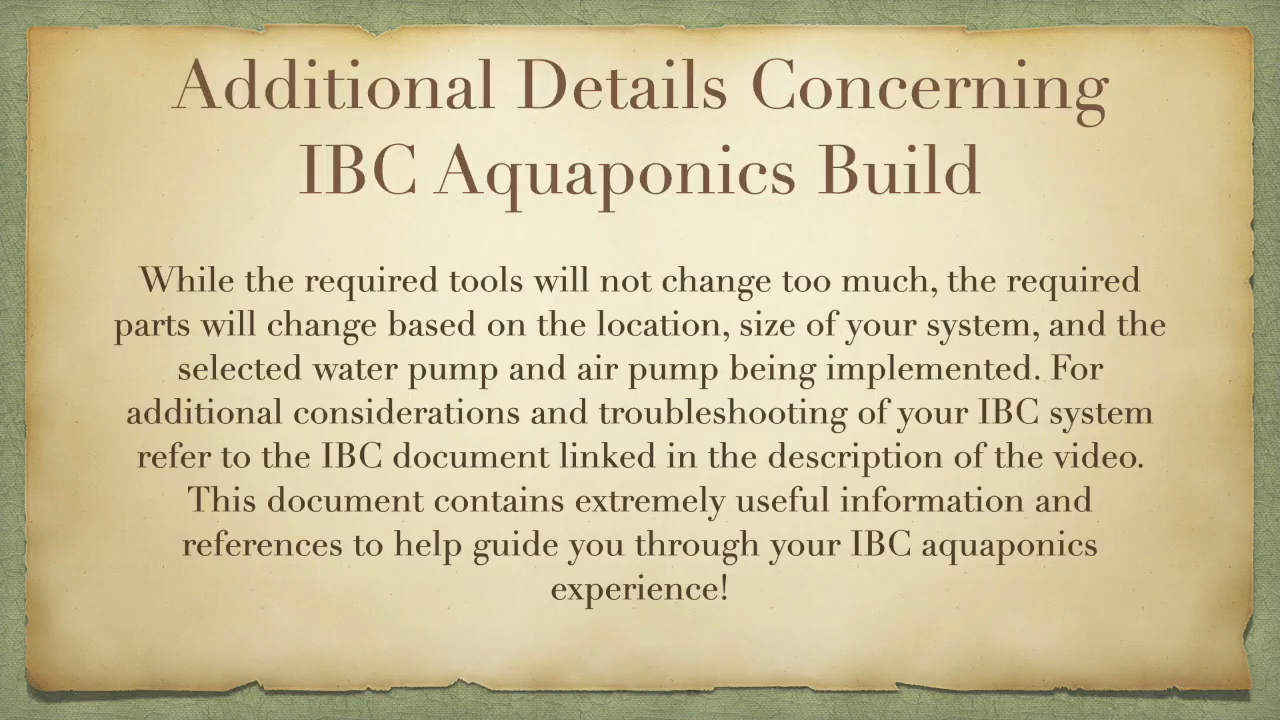 Additional Details Concerning
IBC Aquaponics Build
While the required tools will not change too much, the required
parts will change based on the location, size of your system, and the
selected water pump and air pump being implemented. For
additional considerations and troubleshooting of your IBC system
refer to the IBC document linked in the description of the video.
This document contains extremely useful information and
references to help guide you through your IBC aquaponics
experience!